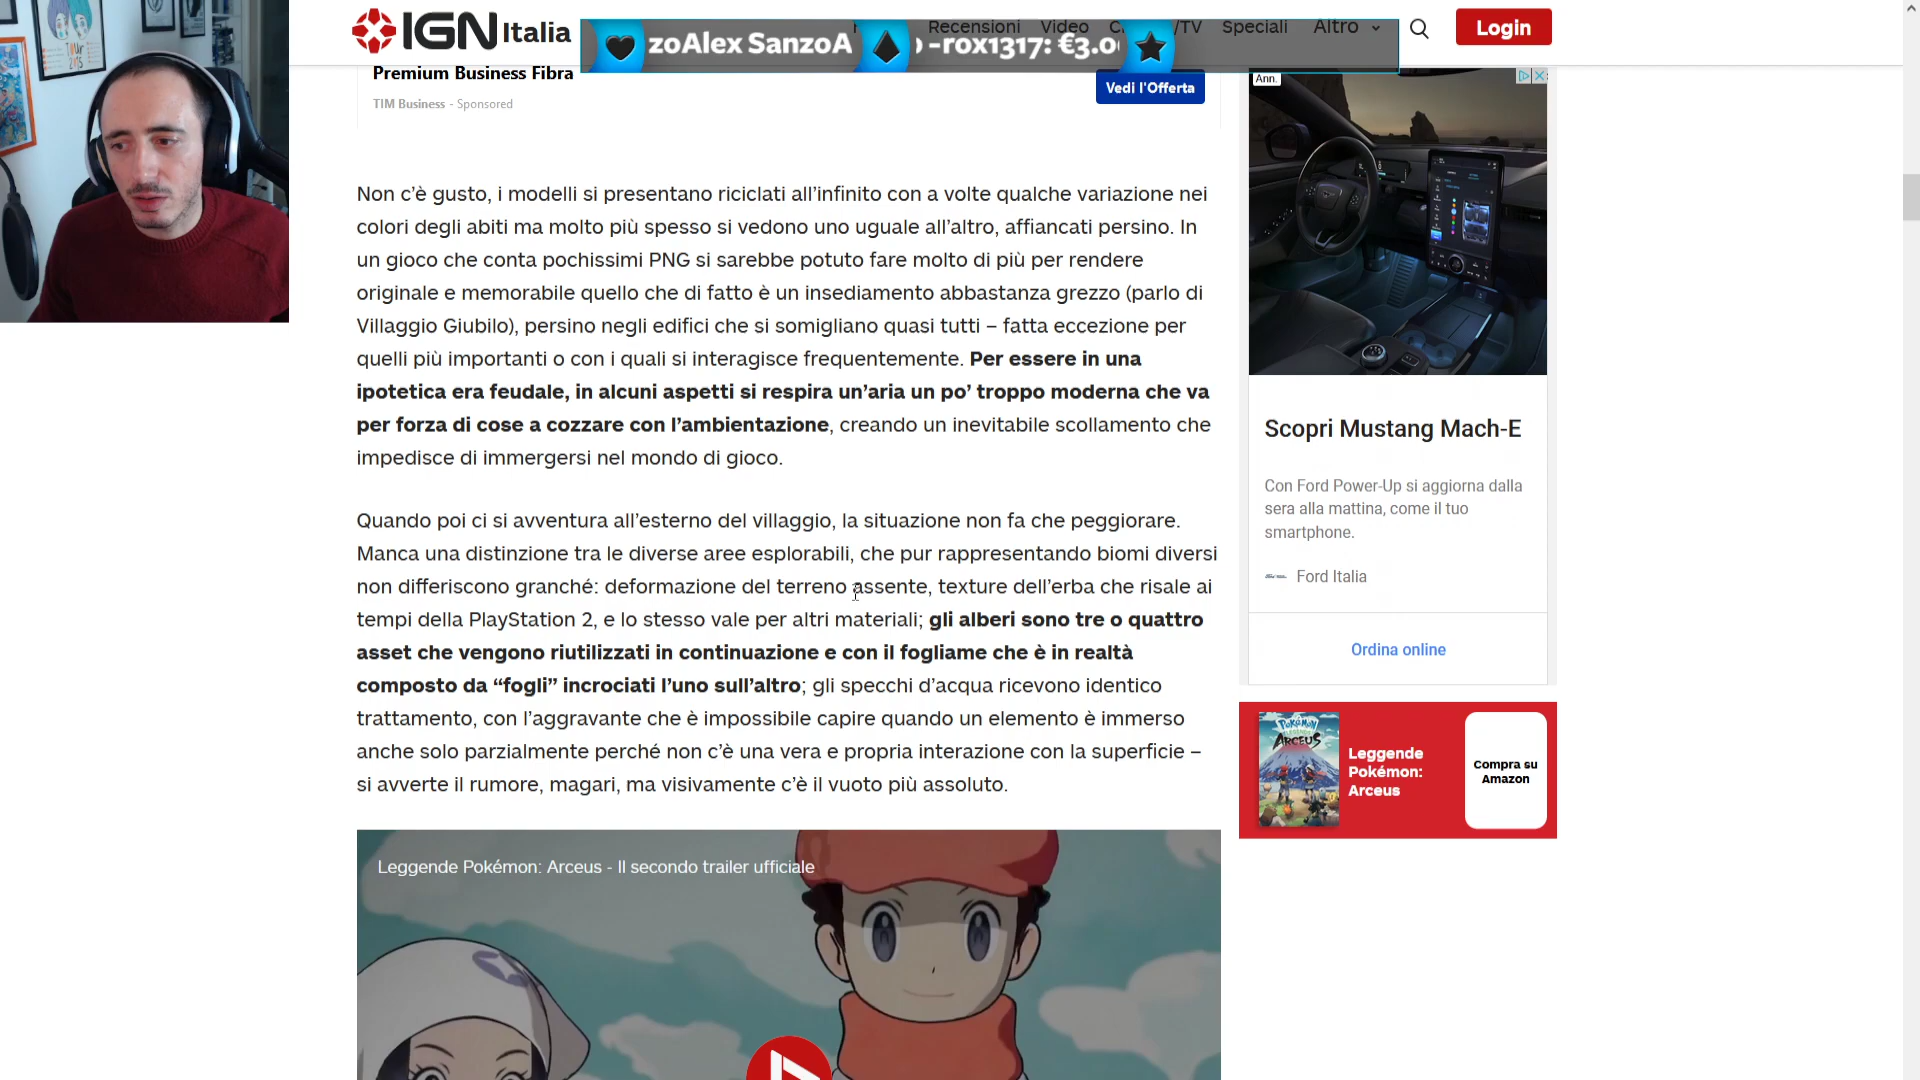 IGN Italia
Recensioni Video /TV Speciali Altro
Login
zoAlex SanzoA
-rox1317: €3.0
Premium Business Fibra
TIM Business - Sponsored
Vedi l'Offerta
Non c’è gusto, i modelli si presentano riciclati all’infinito con a volte qualche variazione nei
colori degli abiti ma molto più spesso si vedono uno uguale all’altro, affiancati persino. In
un gioco che conta pochissimi PNG si sarebbe potuto fare molto di più per rendere
originale e memorabile quello che di fatto è un insediamento abbastanza grezzo (parlo di
Villaggio Giubilo), persino negli edifici che si somigliano quasi tutti – fatta eccezione per
quelli più importanti o con i quali si interagisce frequentemente. Per essere in una
ipotetica era feudale, in alcuni aspetti si respira un’aria un po’ troppo moderna che va
per forza di cose a cozzare con l’ambientazione, creando un inevitabile scollamento che
impedisce di immergersi nel mondo di gioco.
Quando poi ci si avventura all’esterno del villaggio, la situazione non fa che peggiorare.
Manca una distinzione tra le diverse aree esplorabili, che pur rappresentando biomi diversi
non differiscono granché: deformazione del terreno assente, texture dell’erba che risale ai
tempi della PlayStation 2, e lo stesso vale per altri materiali; gli alberi sono tre o quattro
asset che vengono riutilizzati in continuazione e con il fogliame che è in realtà
composto da “fogli” incrociati l’uno sull’altro; gli specchi d’acqua ricevono identico
trattamento, con l’aggravante che è impossibile capire quando un elemento è immerso
anche solo parzialmente perché non c’è una vera e propria interazione con la superficie –
si avverte il rumore, magari, ma visivamente c’è il vuoto più assoluto.
Leggende Pokémon: Arceus - Il secondo trailer ufficiale
Ann.
Scopri Mustang Mach-E
Con Ford Power-Up si aggiorna dalla
sera alla mattina, come il tuo
smartphone.
Ford Italia
Ordina online
POKéMON
LEGENDS
ARCEUS
Leggende
Pokémon:
Arceus
Compra su
Amazon
TOUR
2015